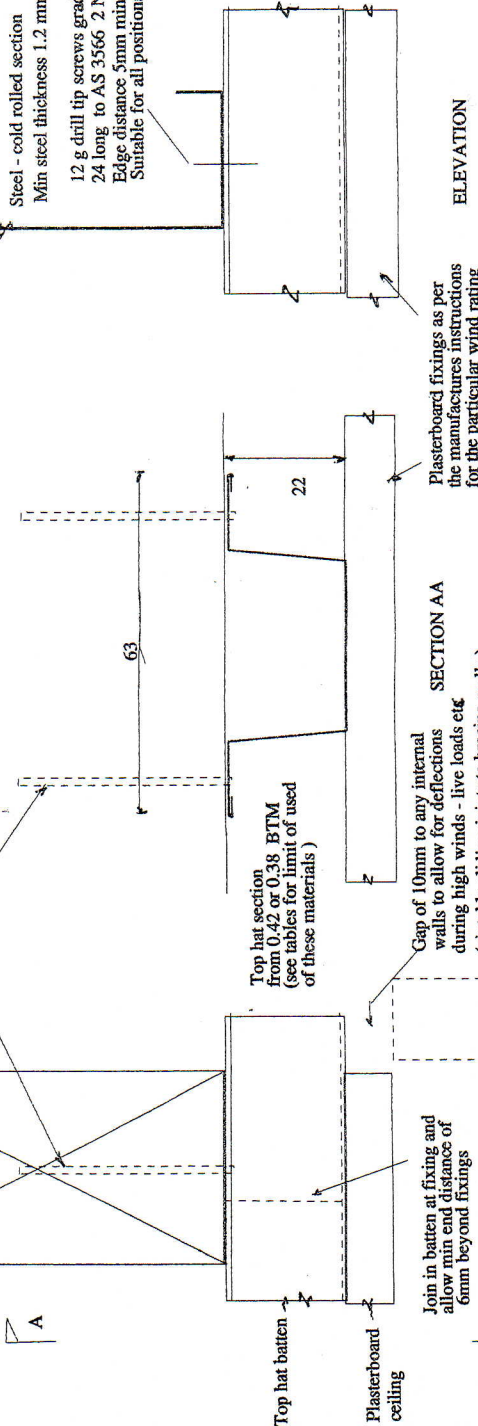 A
Top hat batten
Plasterboard
ceiling
Join in batten at fixing and
allow min end distance of
6mm beyond fixings
Top hat section
from 0.42 or 0.38 BTM
(see tables for limit of used
of these materials )
Gap of 10mm to any internal
walls to allow for deflections
during high winds - live loads etc
63
22
SECTION AA
Plasterboard fixings as per
the manufactures instructions
for the particular wind rating
Steel - cold rolled section
Min steel thickness 1.2 mm
12 g drill tip screws
24 long to AS 3566 2
Edge distance 5mm min
Suitable for all
ELEVATION